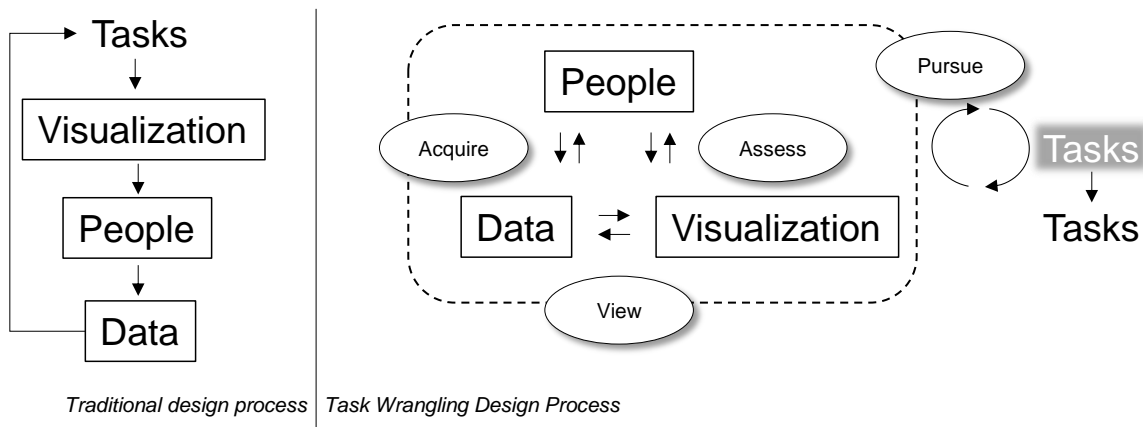 Tasks
Visualization
People
Data
Traditional design process
People
Pursue
Acquire
Assess
Tasks
Data
Visualization
Tasks
View
Task Wrangling Design Process